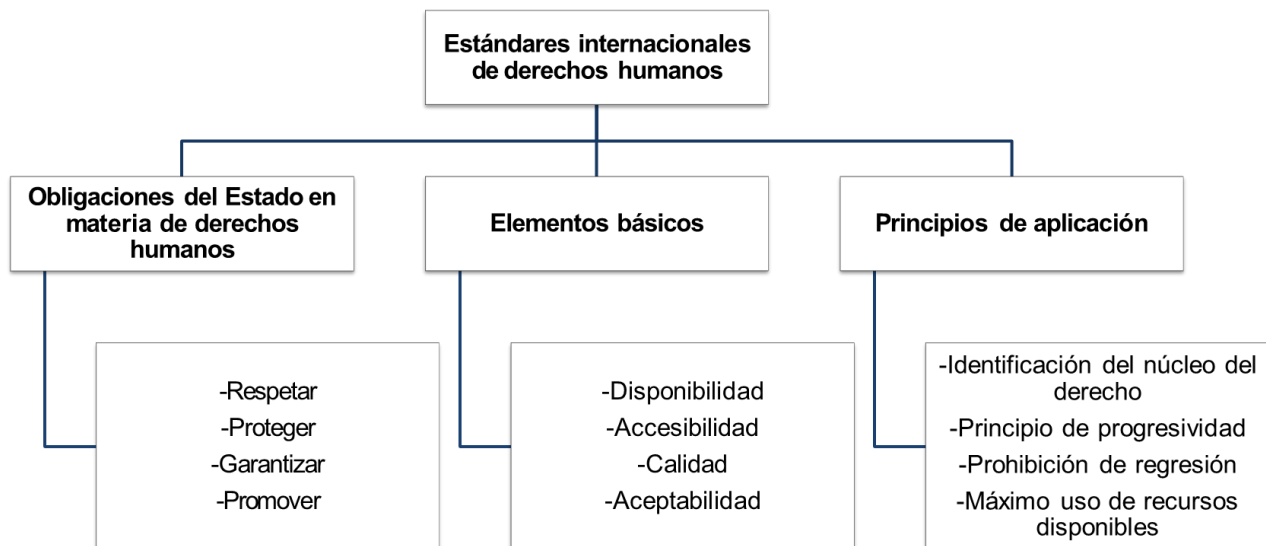 Estándares internacionales
de derechos humanos
Obligaciones del Estado en
materia de derechos
humanos
Elementos básicos
Principios de aplicación
-Respetar
-Proteger
-Garantizar
-Promover
-Disponibilidad
-Accesibilidad
-Calidad
-Aceptabilidad
-Identificación del núcleo del
derecho
-Principio de progresividad
-Prohibición de regresión
-Máximo uso de recursos
disponibles